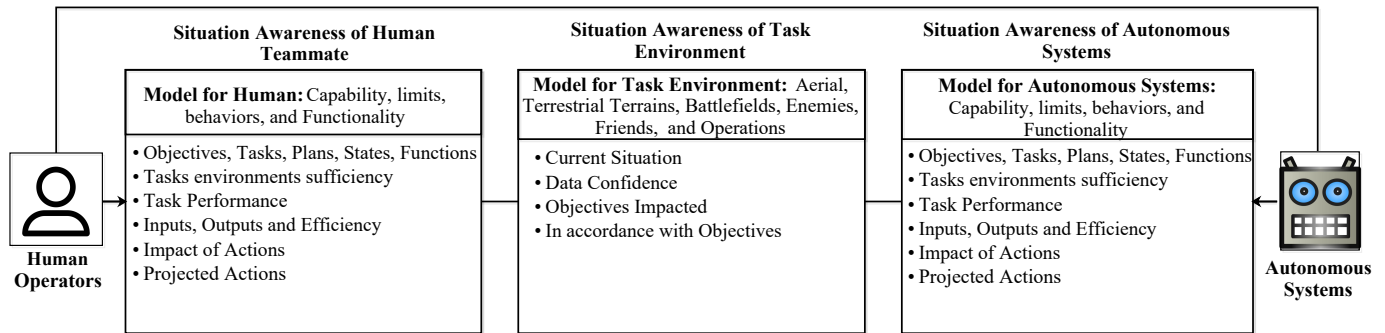 Situation Awareness of Human
Teammate
Model for Human: Capability, limits,
behaviors, and Functionality
• Objectives, Tasks, Plans, States, Functions
• Tasks environments sufficiency
• Task Performance
• Inputs, Outputs and Efficiency
• Impact of Actions
• Projected Actions
Human
Operators
Situation Awareness of Task
Environment
Model for Task Environment: Aerial,
Terrestrial Terrains, Battlefields, Enemies,
Friends, and Operations
• Current Situation
• Data Confidence
• Objectives Impacted
• In accordance with Objectives
Situation Awareness of Autonomous
Systems
Model for Autonomous Systems:
Capability, limits, behaviors, and
Functionality
• Objectives, Tasks, Plans, States, Functions
• Tasks environments sufficiency
• Task Performance
• Inputs, Outputs and Efficiency
• Impact of Actions
• Projected Actions
Autonomous
Systems